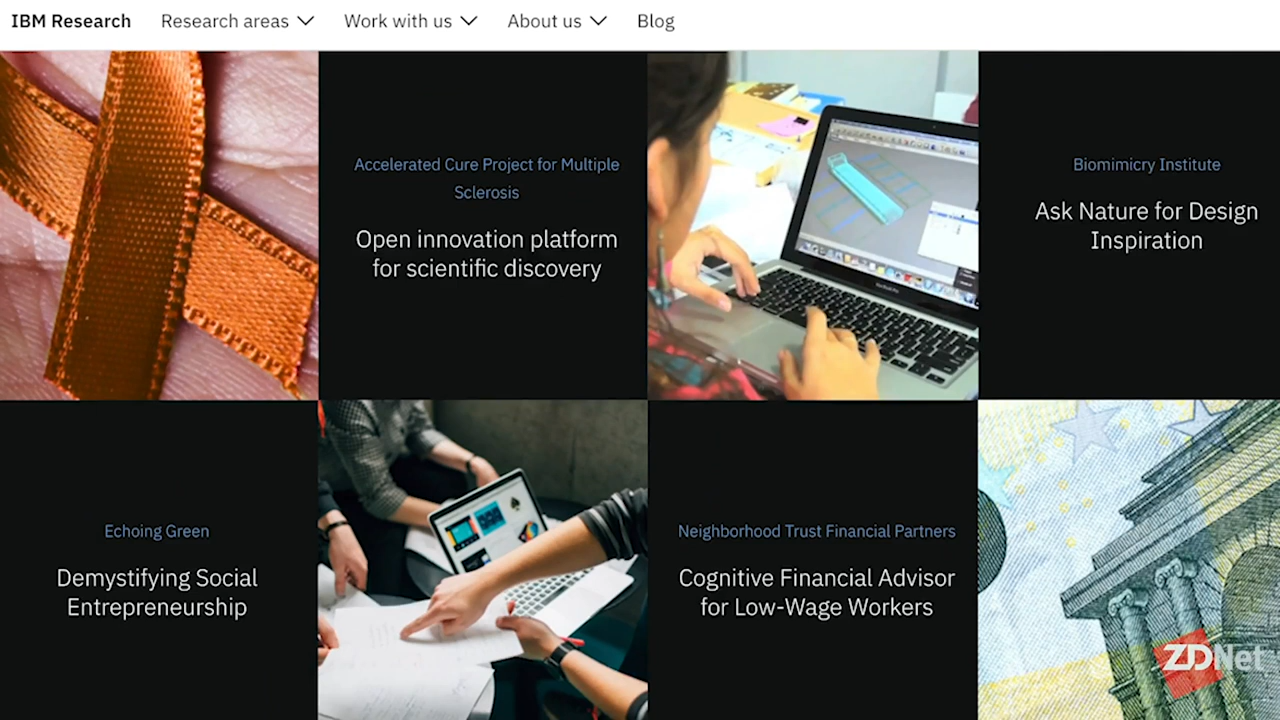 IBM Research Research areas Work with us About us Blog
Accelerated Cure Project for Multiple
Sclerosis
Open innovation platform
for scientific discovery
Biomimicry Institute
Ask Nature for Design
Inspiration
Echoing Green
Demystifying Social
Entrepreneurship
Neighborhood Trust Financial Partners
Cognitive Financial Advisor
for Low-Wage Workers
ZDNet